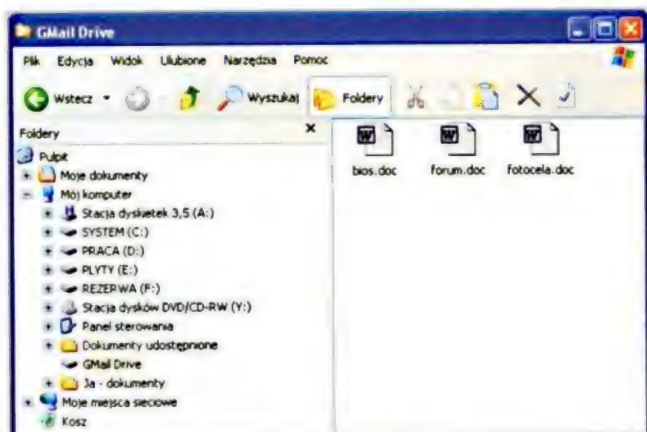 GMail Drive
Plik Edycja Widok Ulubione Narzędzia Pomoc
Wstecz Wyszukaj Foldery
Foldery
Pulpit
Moje dokumenty
Mój komputer
Stacja dyskietek 3,5 (A:)
SYSTEM (C:)
PRACA (D:)
PLYTY (E:)
REZERWA (F:)
Stacja dysków DVD/CD-RW (Y:)
Panel sterowania
Dokumenty udostępnione
GMail Drive
Ja - dokumenty
Moje miejsca sieciowe
Kosz
bios.doc forum.doc fotocela.doc